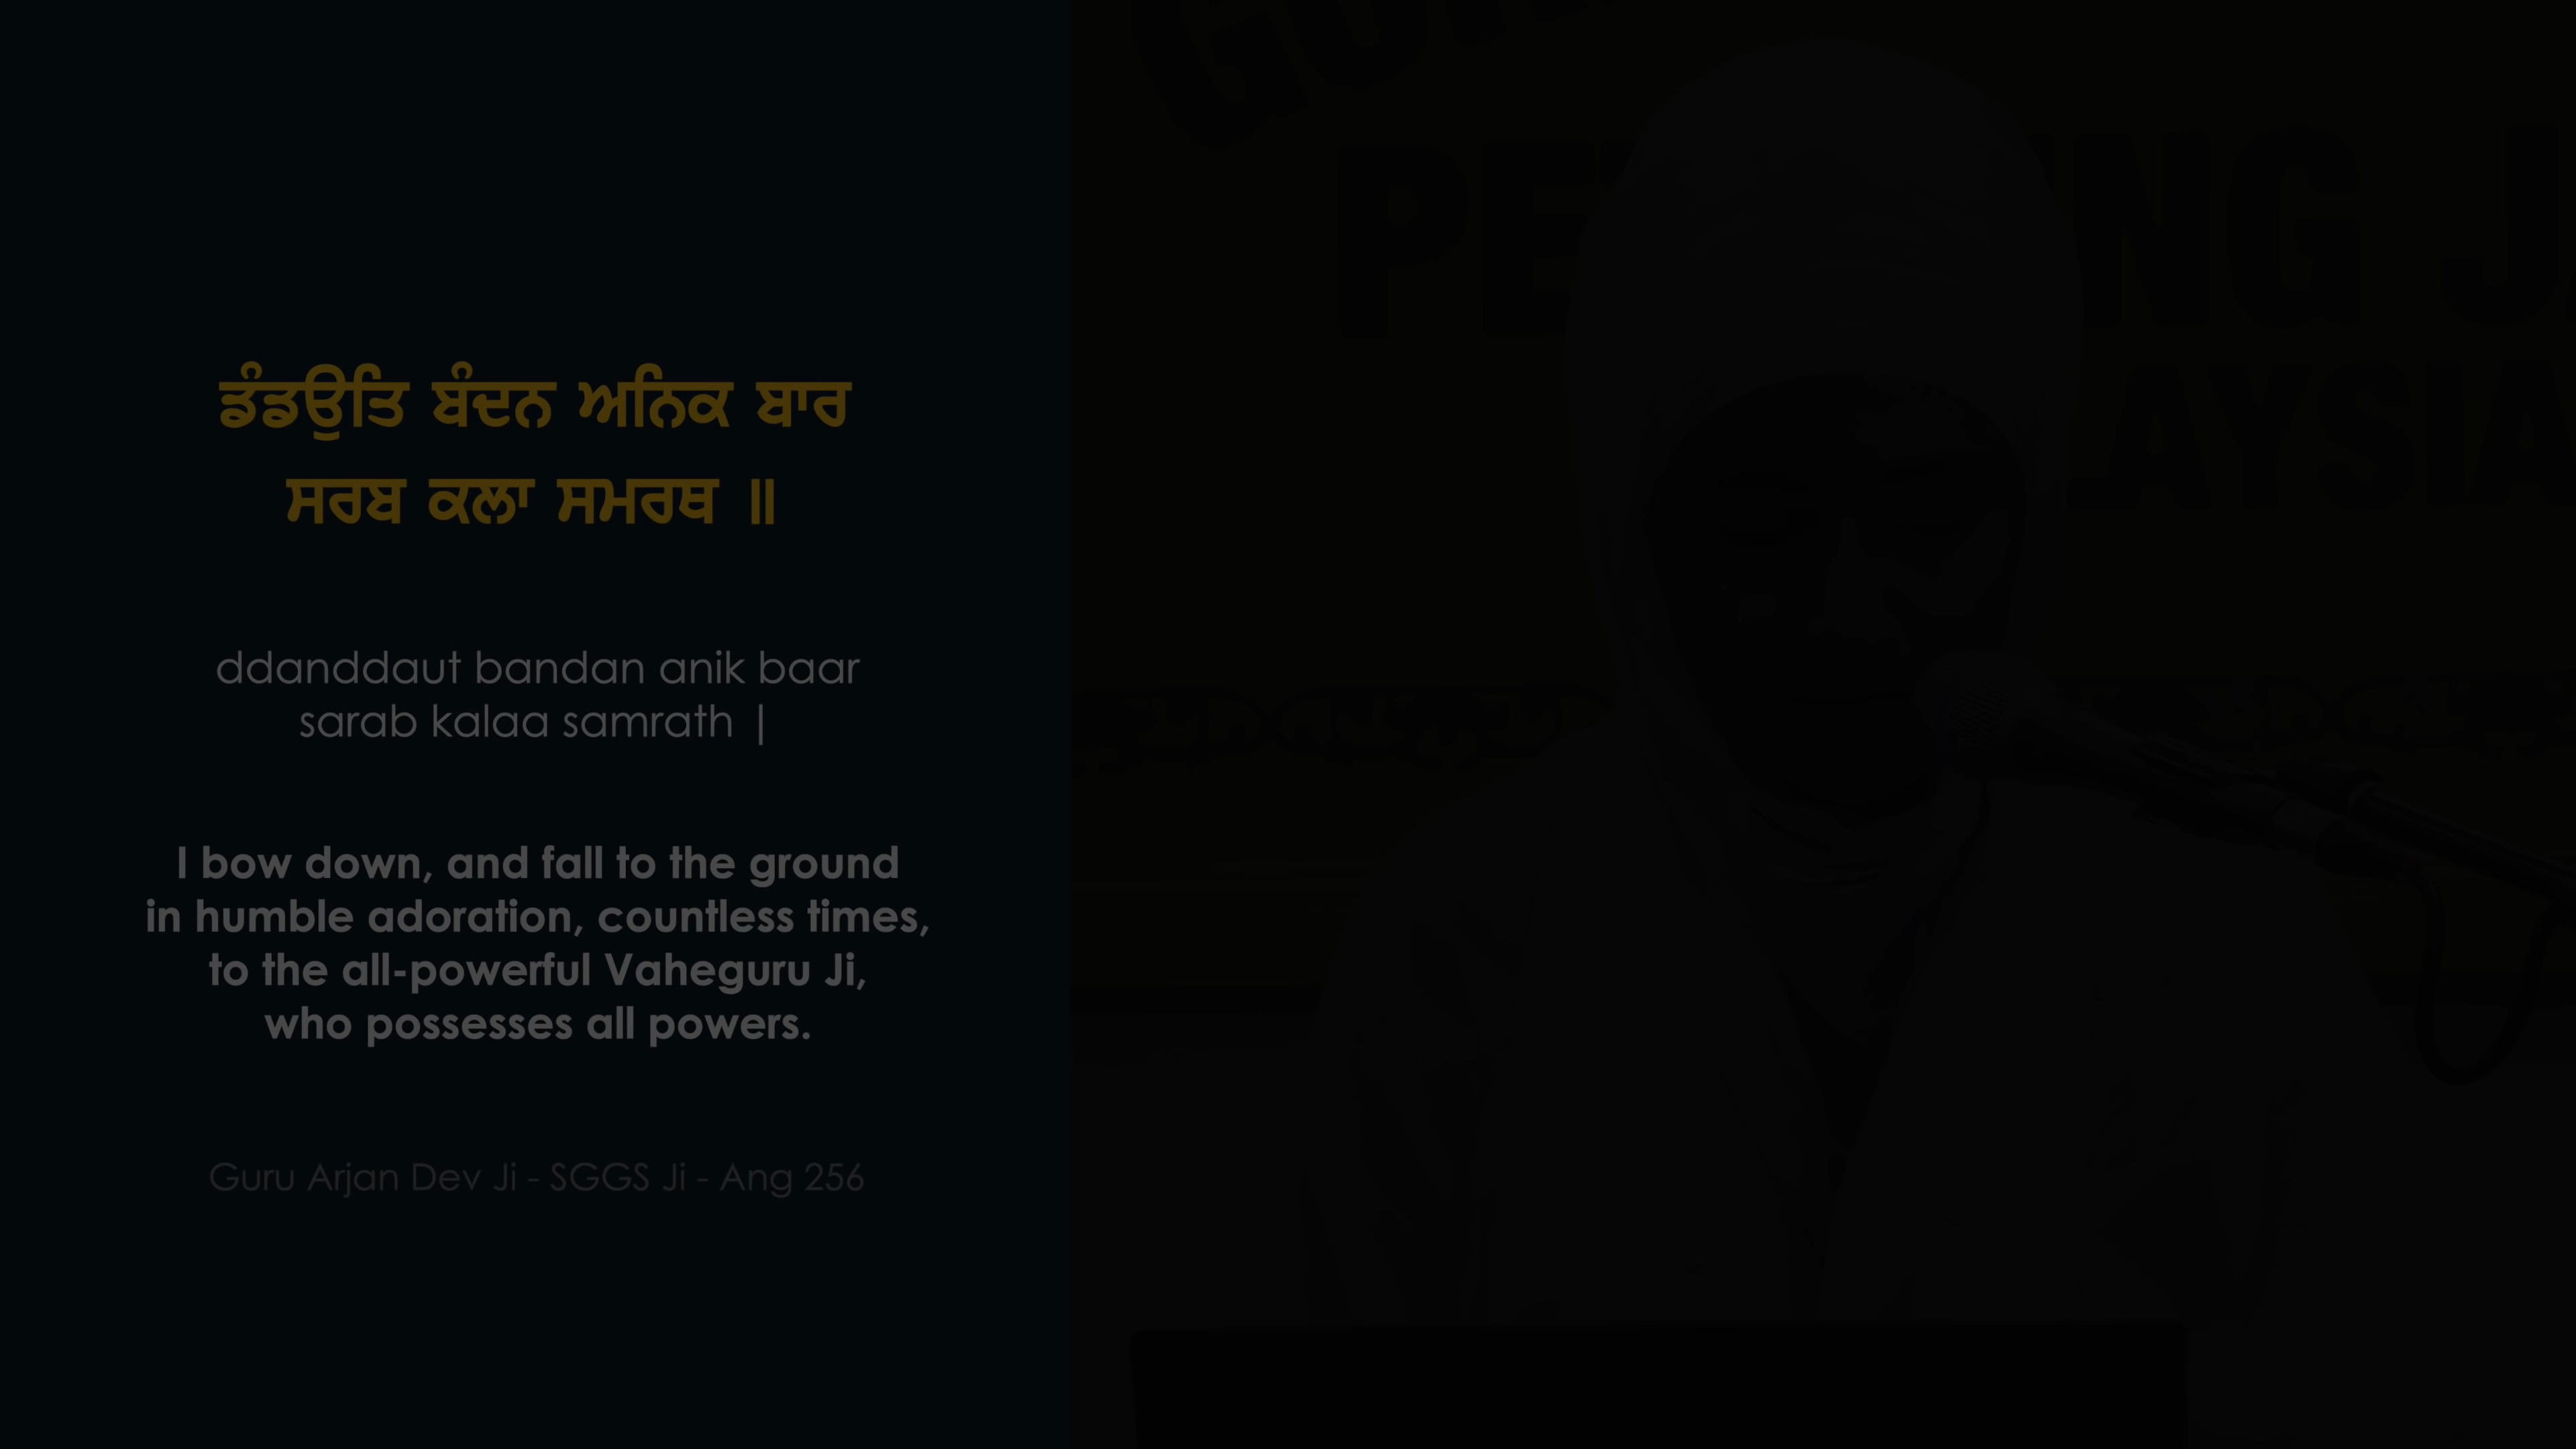 ਡੰਡਉਤਿ ਬੰਦਨ ਅਨਿਕ ਬਾਰ
ਸਰਬ ਕਲਾ ਸਮਰਥ ॥
ddanddaut bandan anik baar
sarab kalaa samrath |
I bow down, and fall to the ground
in humble adoration, countless times,
to the all-powerful Vaheguru Ji,
who possesses all powers.
Guru Arjan Dev Ji - SGGS Ji - Ang 256